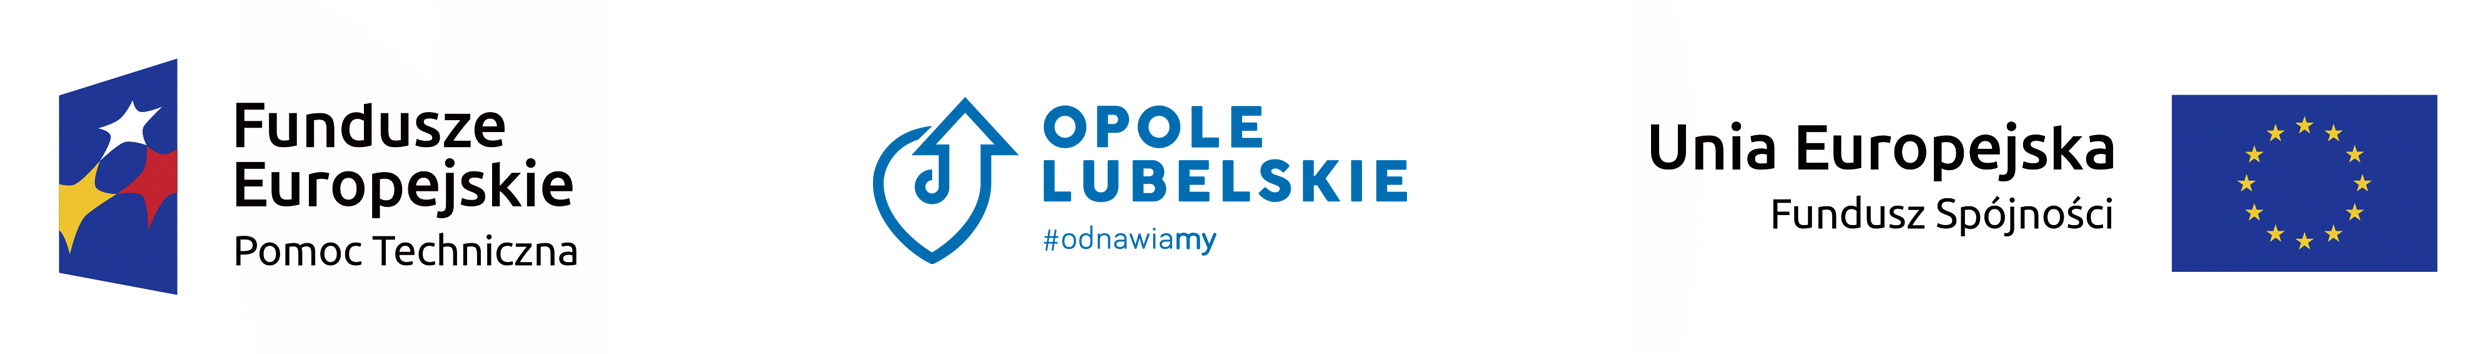 Fundusze
Europejskie
Pomoc Techniczna
OPOLE
LUBELSKIE
#odnawiamy
Unia Europejska
Fundusz Spójności